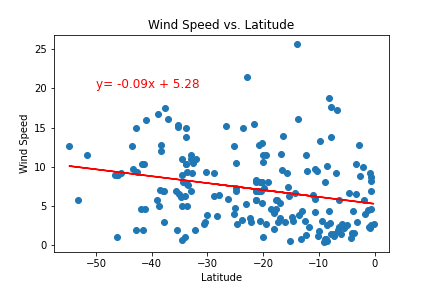 Wind Speed vs. Latitude
25
20
15
10
5
0
Wind Speed
y= -0.09x + 5.28
−50 −40 −30 −20 −10 0
Latitude